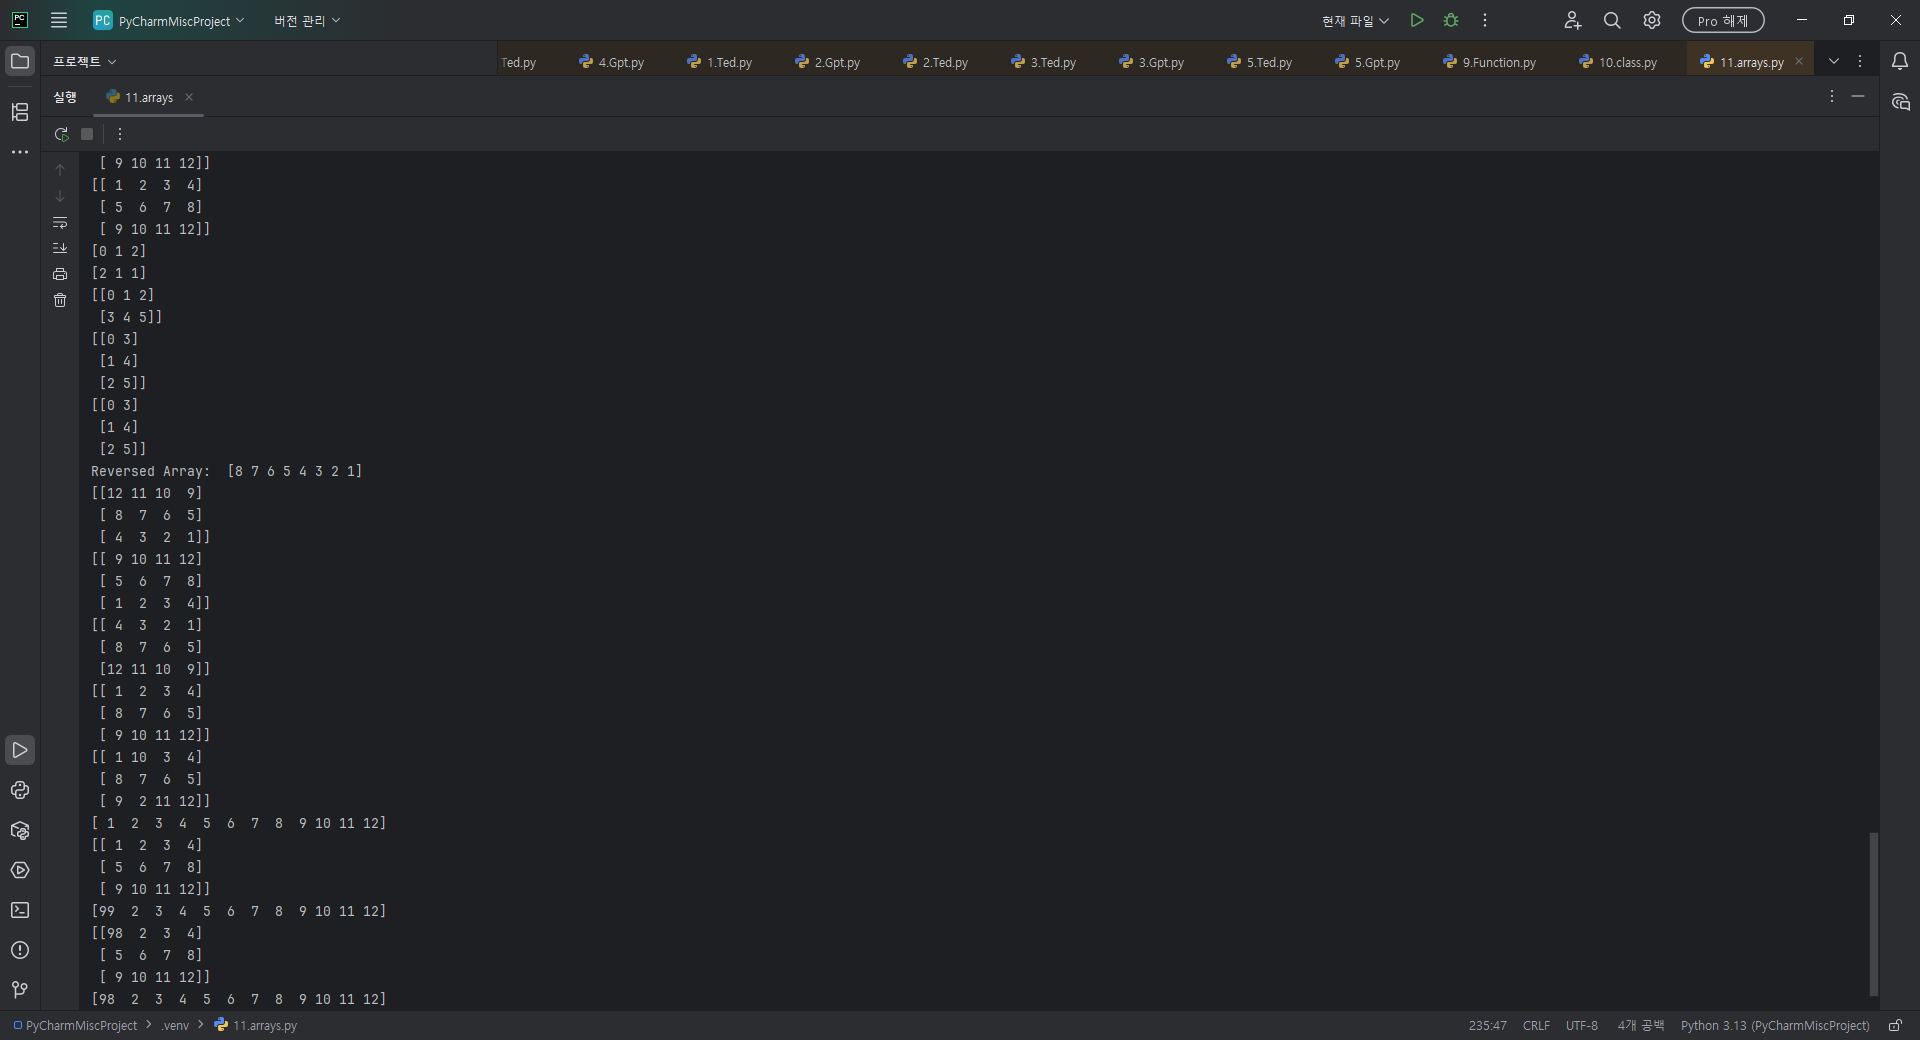 PC PyCharmMiscProject 버전 관리 현재 파일 Pro 해제
프로젝트 Ted.py 4.Gpt.py 1.Ted.py 2.Gpt.py 2.Ted.py 3.Ted.py 3.Gpt.py 5.Ted.py 5.Gpt.py 9.Function.py 10.class.py 11.arrays.py
실행 11.arrays
[ 9 10 11 12]]
[[ 1  2  3  4]
 [ 5  6  7  8]
 [ 9 10 11 12]]
[0 1 2]
[2 1 1]
[[0 1 2]
 [3 4 5]]
[[0 3]
 [1 4]
 [2 5]]
[[0 3]
 [1 4]
 [2 5]]
Reversed Array:  [8 7 6 5 4 3 2 1]
[[12 11 10  9]
 [ 8  7  6  5]
 [ 4  3  2  1]]
[[ 9 10 11 12]
 [ 5  6  7  8]
 [ 1  2  3  4]]
[[ 4  3  2  1]
 [ 8  7  6  5]
 [12 11 10  9]]
[[ 1  2  3  4]
 [ 8  7  6  5]
 [ 9 10 11 12]]
[[ 1 10  3  4]
 [ 8  7  6  5]
 [ 9  2 11 12]]
[ 1  2  3  4  5  6  7  8  9 10 11 12]
[[ 1  2  3  4]
 [ 5  6  7  8]
 [ 9 10 11 12]]
[99  2  3  4  5  6  7  8  9 10 11 12]
[[98  2  3  4]
 [ 5  6  7  8]
 [ 9 10 11 12]]
[98  2  3  4  5  6  7  8  9 10 11 12]
PyCharmMiscProject > .venv > 11.arrays.py 235:47 CRLF UTF-8 4개 공백 Python 3.13 (PyCharmMiscProject)